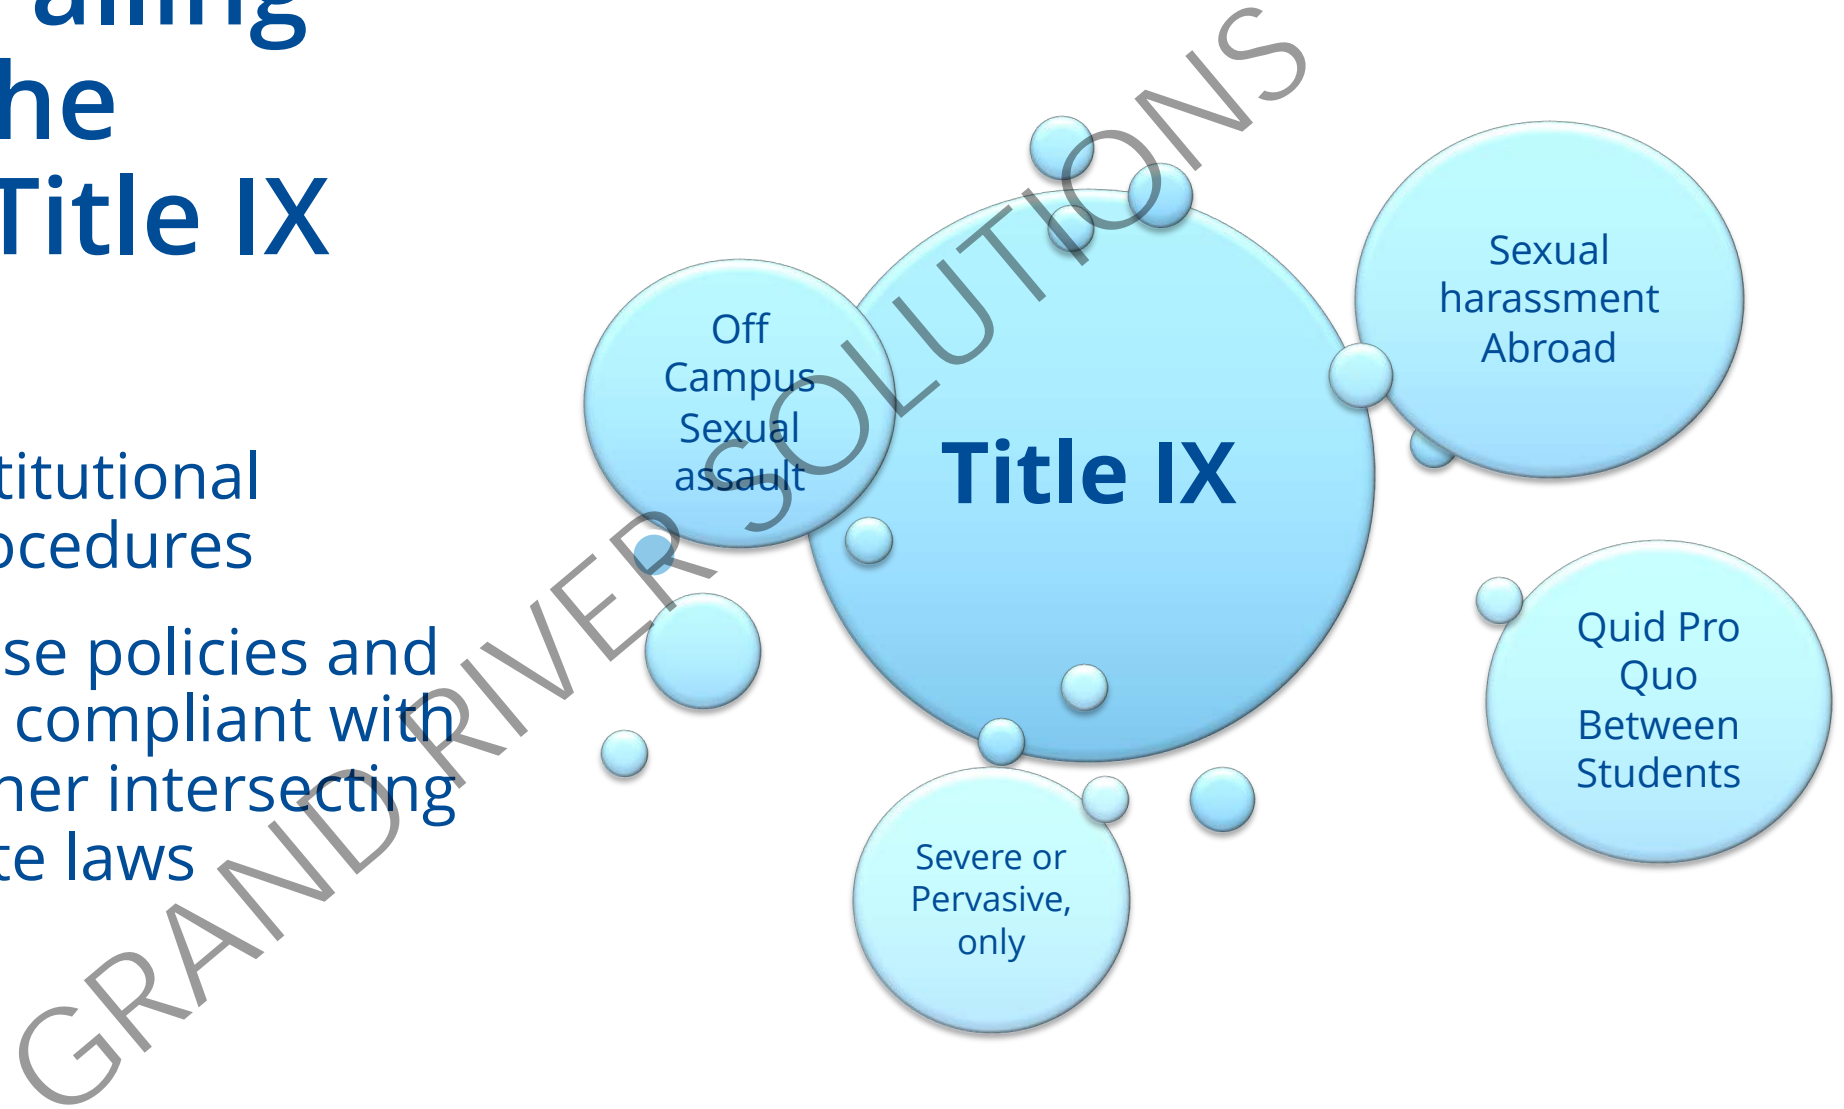 he
Title IX
titutional
ocedures
se policies and
compliant with
her intersecting
te laws
Off
Campus
Sexual
assault
Title IX
Sexual
harassment
Abroad
Quid Pro
Quo
Between
Students
Severe or
Pervasive,
only
GRAND RIVER SOLUTIONS